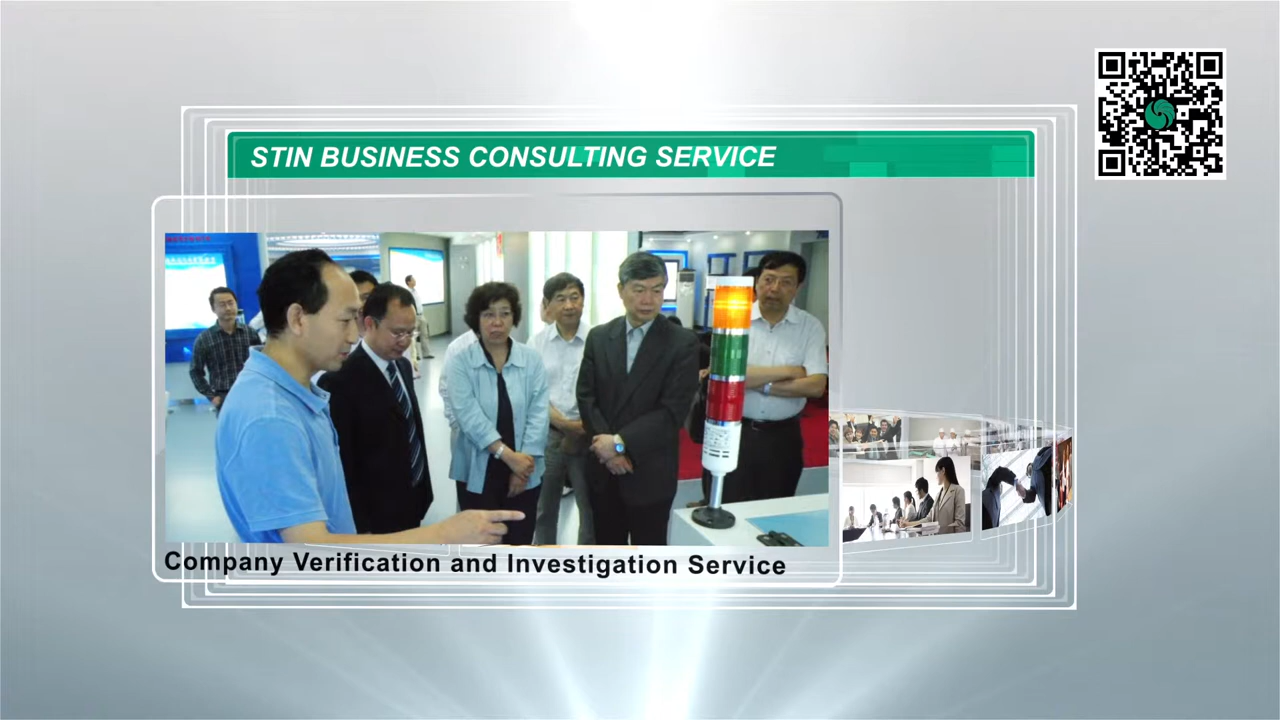 STIN BUSINESS CONSULTING SERVICE
Company Verification and Investigation Service